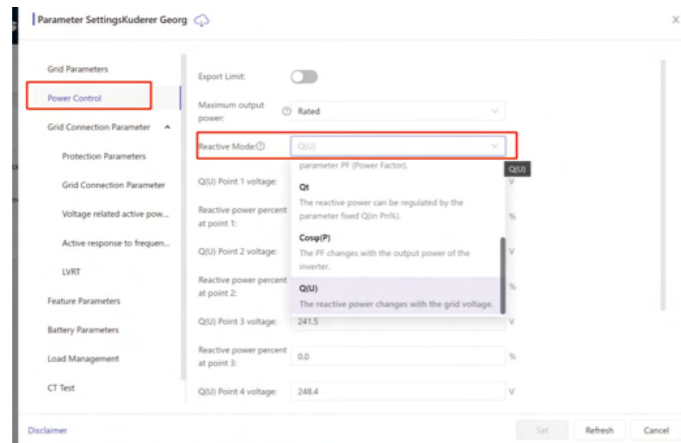 Parameter SettingsKuderer Georg
X
Grid Parameters
Power Control
Grid Connection Parameter
Protection Parameters
Grid Connection Parameter
Voltage related active pow...
Active response to frequen...
LVRT
Feature Parameters
Battery Parameters
Load Management
CT Test
Export Limit:
Maximum output
power:
Rated
Reactive Mode
Q(U)
Q(U)
parameter PF (Power Factor).
Qt
The reactive power can be regulated by the
parameter fixed Q(in Pn%).
Cosφ(P)
The PF changes with the output power of the
inverter.
Q(U)
The reactive power changes with the grid voltage.
Q(U) Point 1 voltage:
V
Reactive power percent
at point 1:
%
Q(U) Point 2 voltage:
V
Reactive power percent
at point 2:
%
Q(U) Point 3 voltage:
241.5
V
Reactive power percent
at point 3:
0.0
%
Q(U) Point 4 voltage:
248.4
V
Disclaimer
Set
Refresh
Cancel